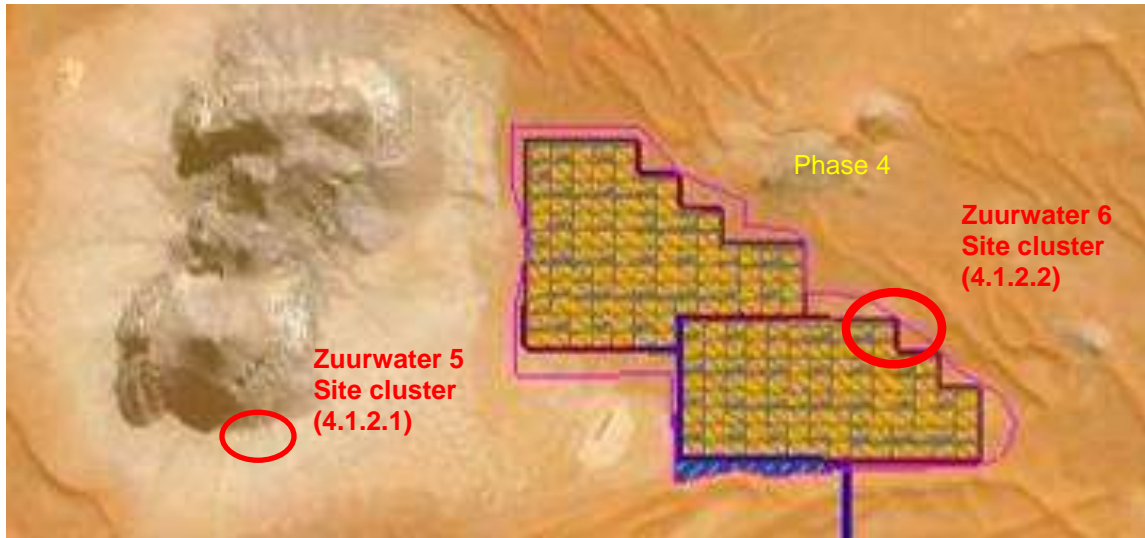 Phase 4
Zuurwater 6
Site cluster
(4.1.2.2)
Zuurwater 5
Site cluster
(4.1.2.1)